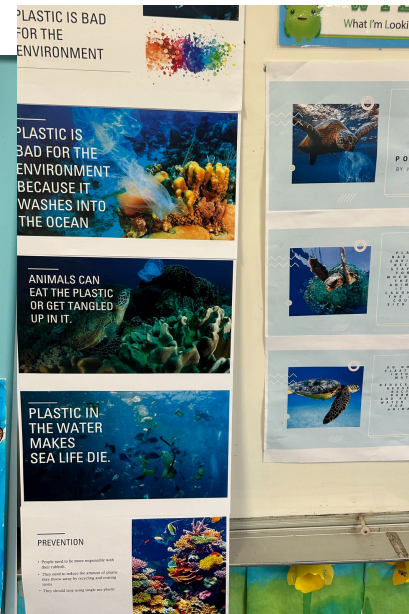 PLASTIC IS BAD
FOR THE
ENVIRONMENT
PLASTIC IS
BAD FOR THE
ENVIRONMENT
BECAUSE IT
WASHES INTO
THE OCEAN
ANIMALS CAN
EAT THE PLASTIC
OR GET TANGLED
UP IN IT.
PLASTIC IN
THE WATER
MAKES
SEA LIFE DIE.
PREVENTION
• People need to be more responsible with
their rubbish.
• They need to reduce the amount of plastic
they throw away by recycling and reusing
items.
• They should stop using single use plastic.
What I'm Looki
PO
BY